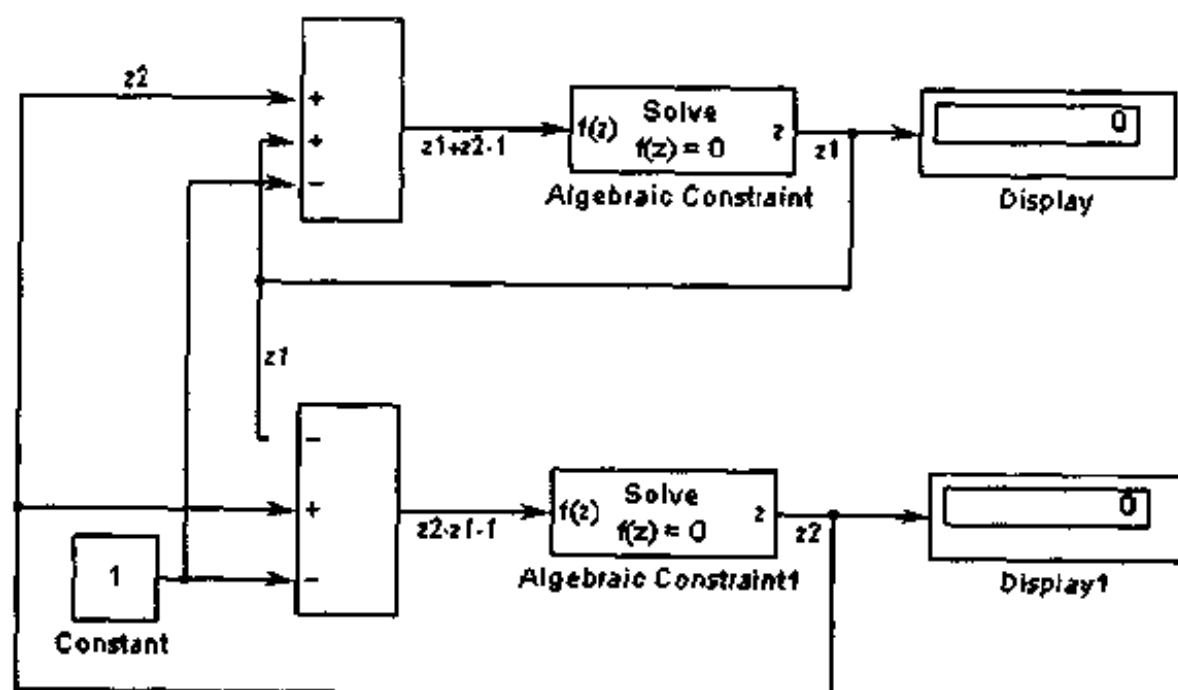 z2
+
+
−
z1+z2-1
f(z)
Solve
f(z) = 0
z
z1
0
Algebraic Constraint
Display
z1
−
+
−
z2-z1-1
f(z)
Solve
f(z) = 0
z
z2
0
Algebraic Constraint1
Display1
1
Constant